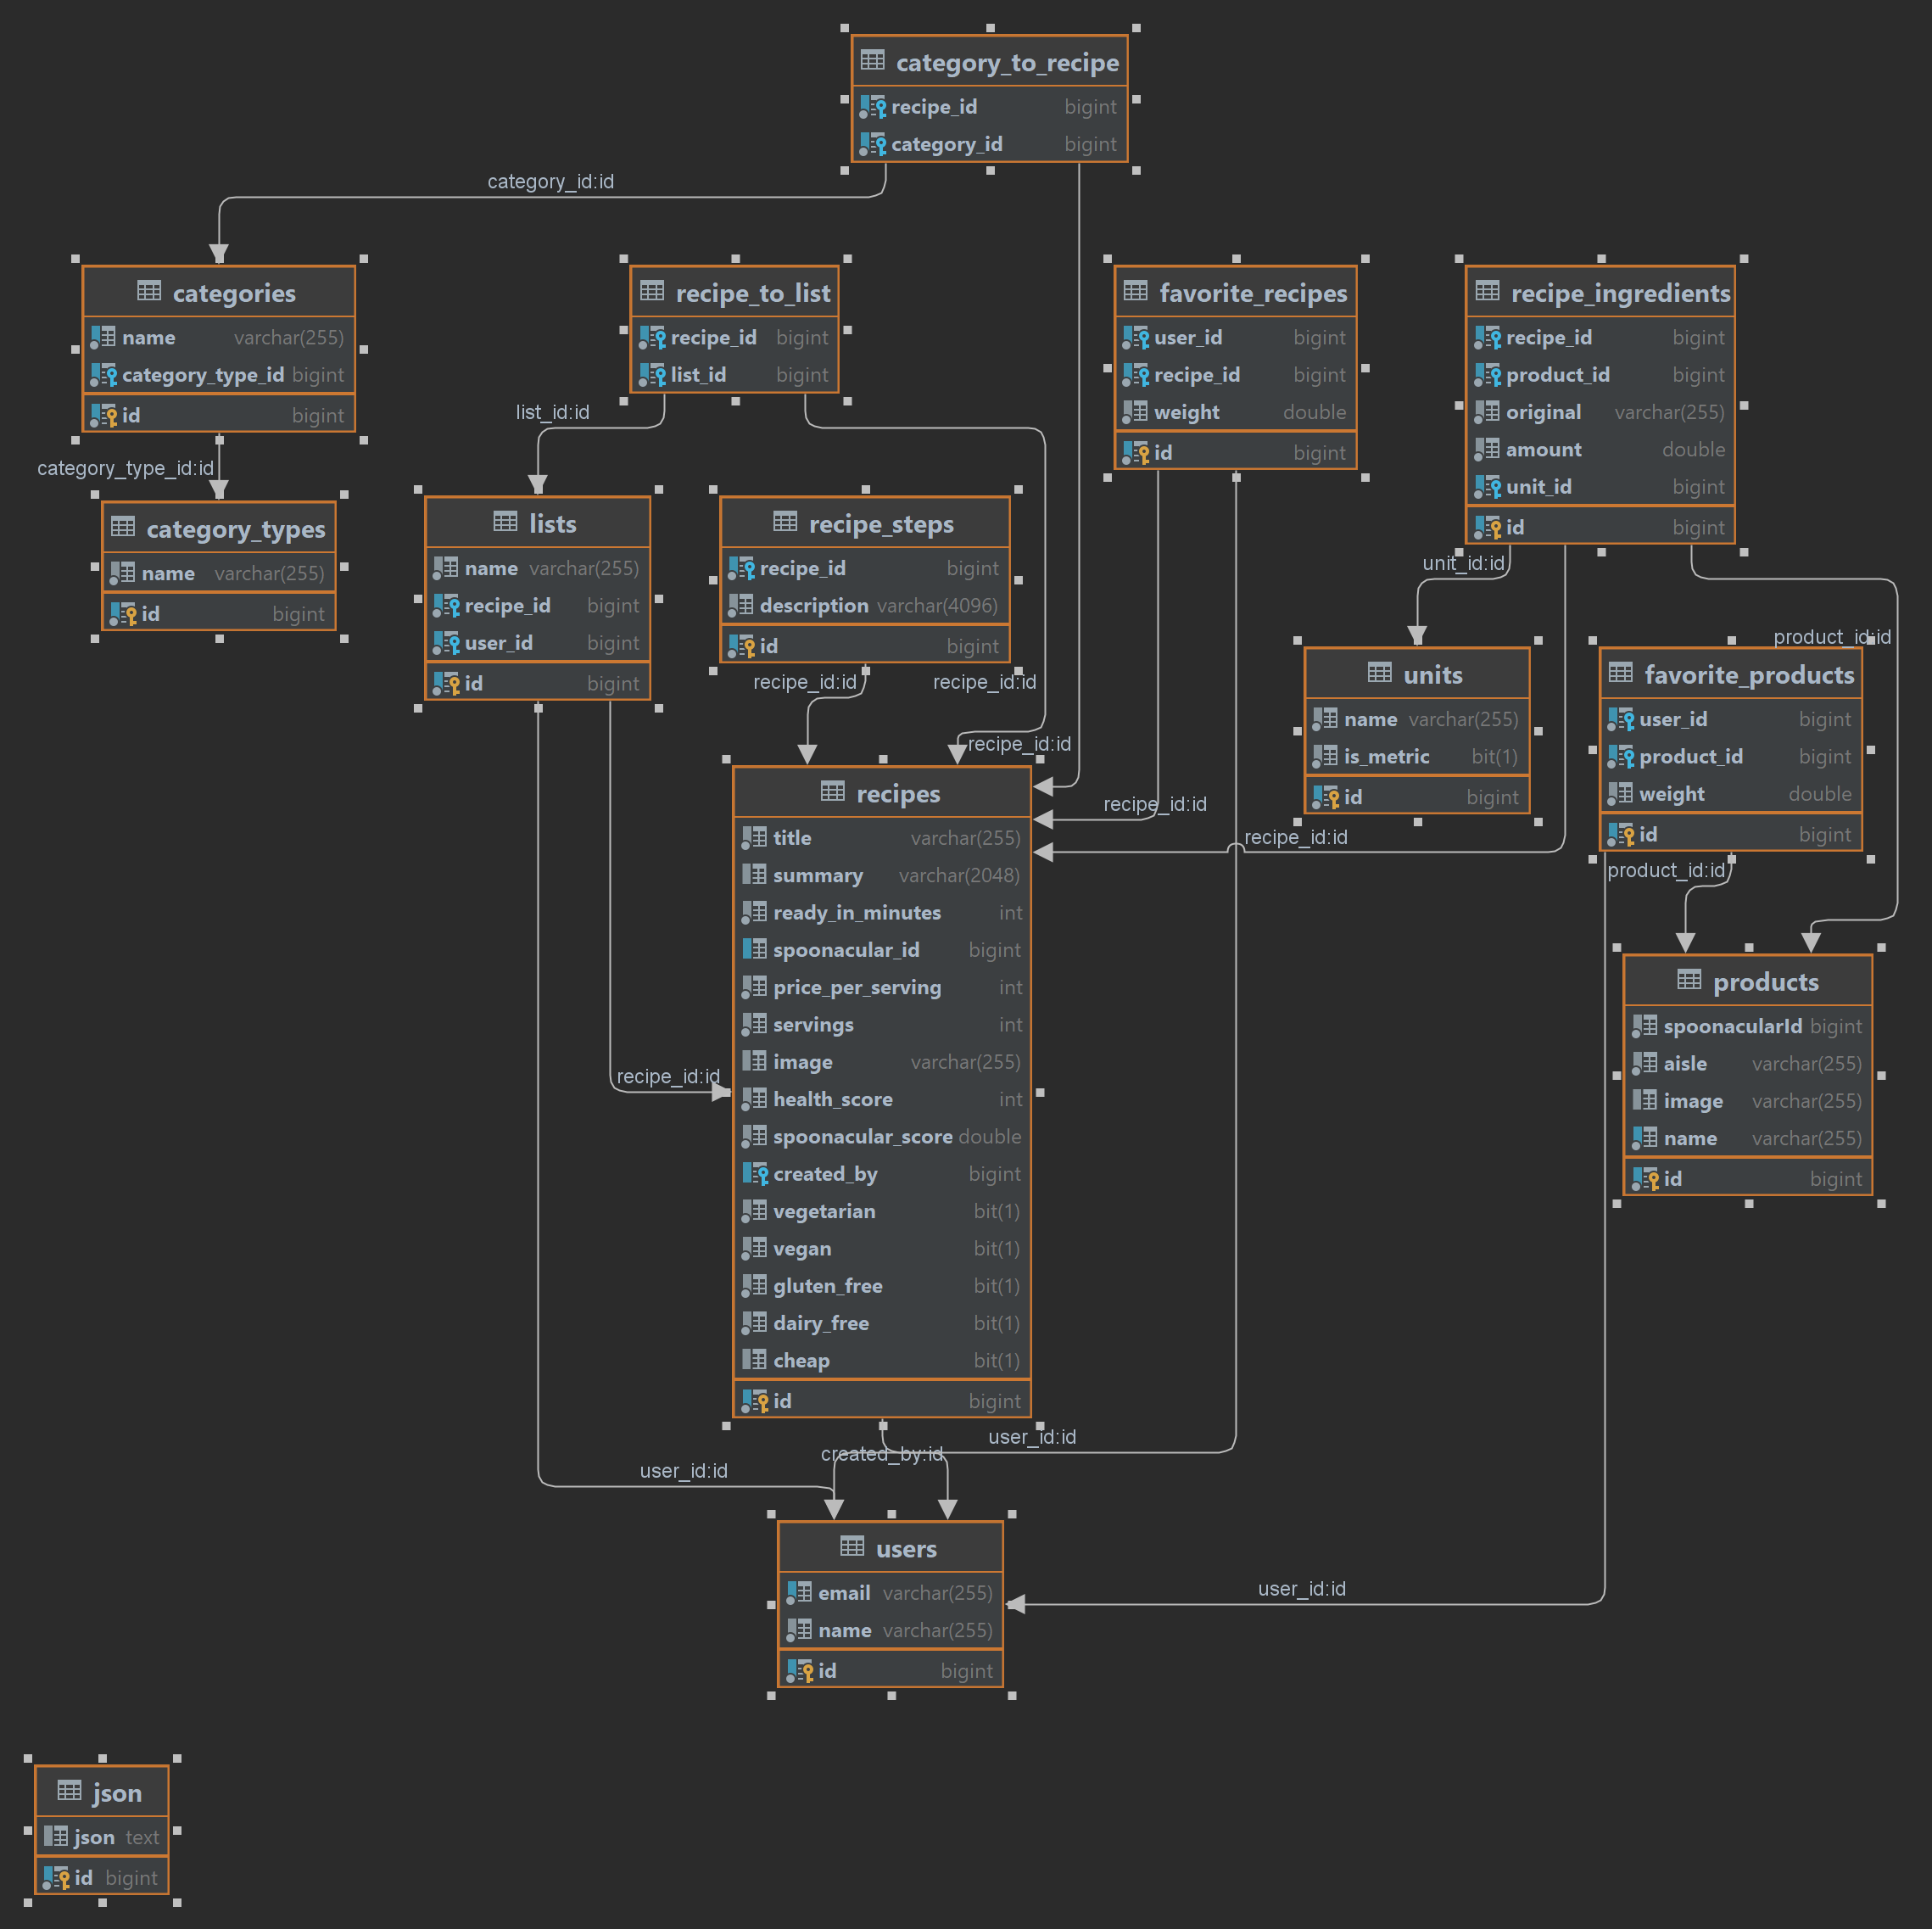 category_to_recipe
recipe_id bigint
category_id bigint
category_id:id
categories
name varchar(255)
category_type_id bigint
id bigint
recipe_to_list
recipe_id bigint
list_id bigint
favorite_recipes
user_id bigint
recipe_id bigint
weight double
id bigint
recipe_ingredients
recipe_id bigint
product_id bigint
original varchar(255)
amount double
unit_id bigint
id bigint
category_type_id:id
list_id:id
category_types
name varchar(255)
id bigint
lists
name varchar(255)
recipe_id bigint
user_id bigint
id bigint
recipe_steps
recipe_id bigint
description varchar(4096)
id bigint
unit_id:id
product_id:id
recipe_id:id
recipe_id:id
recipe_id:id
units
name varchar(255)
is_metric bit(1)
id bigint
favorite_products
user_id bigint
product_id bigint
weight double
id bigint
recipe_id:id
recipe_id:id
product_id:id
recipes
title varchar(255)
summary varchar(2048)
ready_in_minutes int
spoonacular_id bigint
price_per_serving int
servings int
image varchar(255)
health_score int
spoonacular_score double
created_by bigint
vegetarian bit(1)
vegan bit(1)
gluten_free bit(1)
dairy_free bit(1)
cheap bit(1)
id bigint
products
spoonacularId bigint
aisle varchar(255)
image varchar(255)
name varchar(255)
id bigint
recipe_id:id
user_id:id
created_by:id
user_id:id
users
email varchar(255)
name varchar(255)
id bigint
user_id:id
json
json text
id bigint